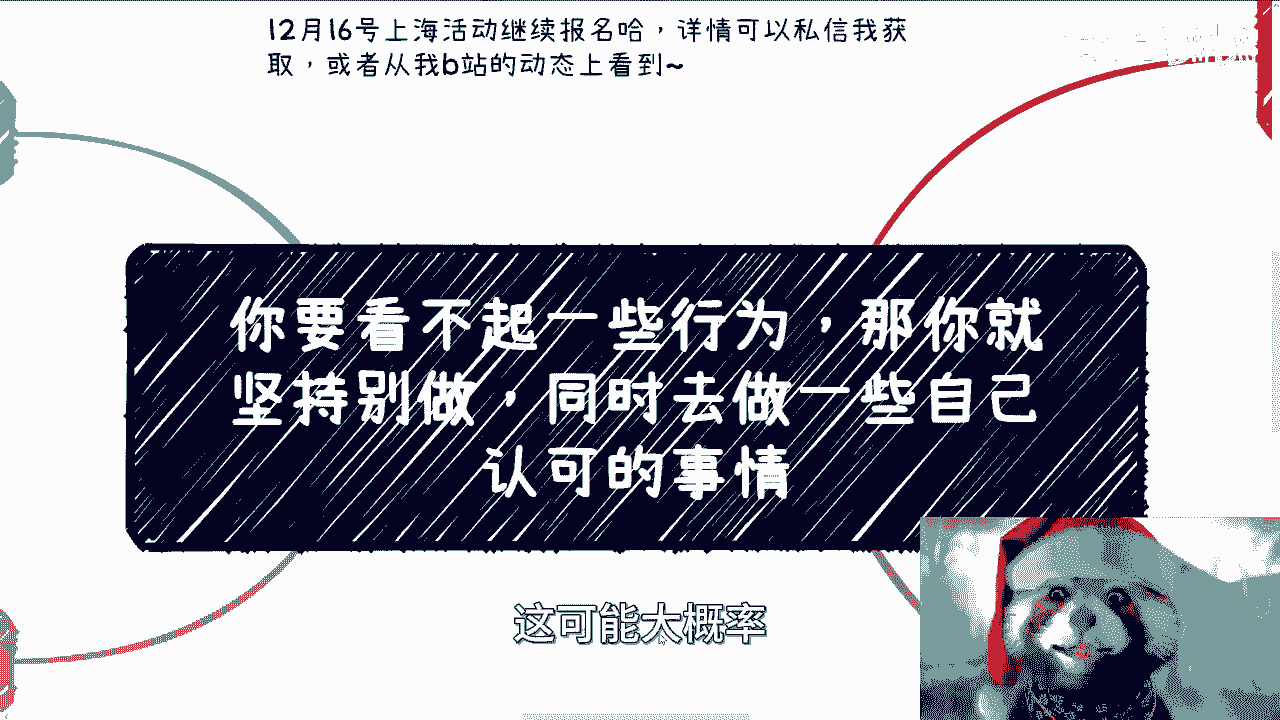 12月16号上海活动继续报名哈，详情可以私信我获
取，或者从我b站的动态上看到~
你要看不起一些行为，那你就
坚持别做，同时去做一些自己
认可的事情
这可能大概率